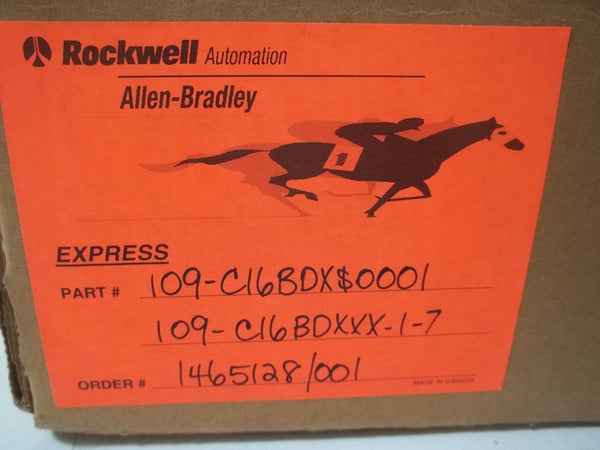 Rockwell Automation
Allen-Bradley
1
EXPRESS
PART # 109-C16BDX$0001
109-C16BDXXX-1-7
ORDER # 1465128/001
MADE IN CANADA